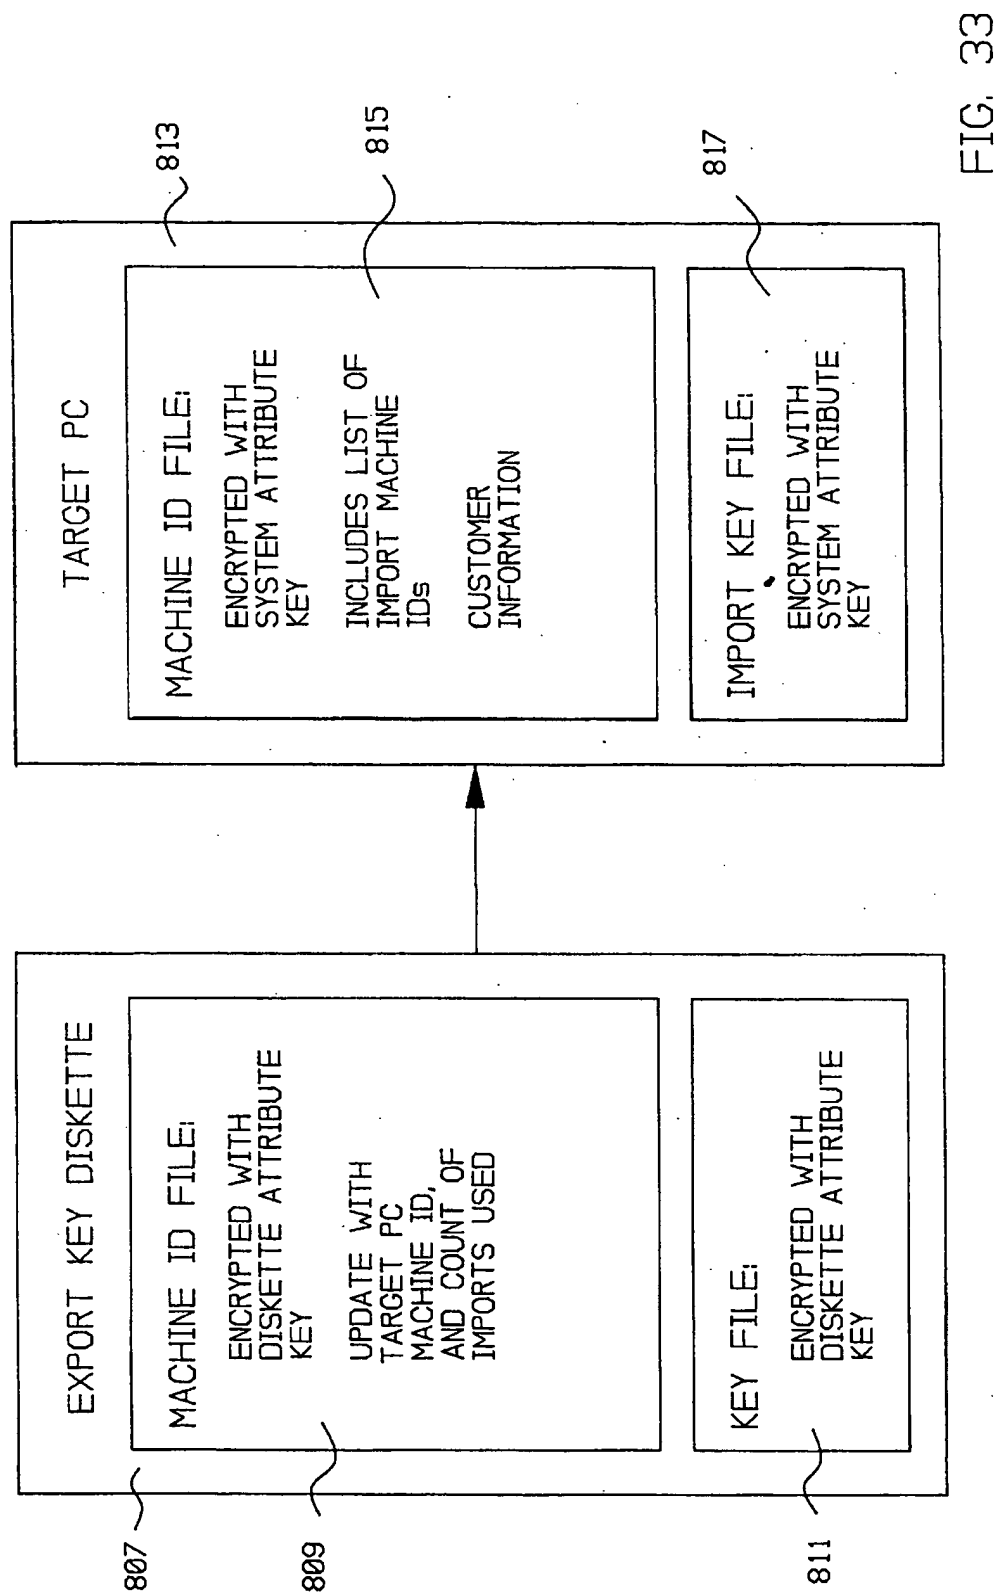 EXPORT KEY DISKETTE
MACHINE ID FILE:
ENCRYPTED WITH
DISKETTE ATTRIBUTE
KEY
UPDATE WITH
TARGET PC
MACHINE ID,
AND COUNT OF
IMPORTS USED
KEY FILE:
ENCRYPTED WITH
DISKETTE ATTRIBUTE
KEY
807
809
811
TARGET PC
MACHINE ID FILE:
ENCRYPTED WITH
SYSTEM ATTRIBUTE
KEY
INCLUDES LIST OF
IMPORT MACHINE
IDs
CUSTOMER
INFORMATION
IMPORT KEY FILE:
ENCRYPTED WITH
SYSTEM ATTRIBUTE
KEY
813
815
817
FIG. 33